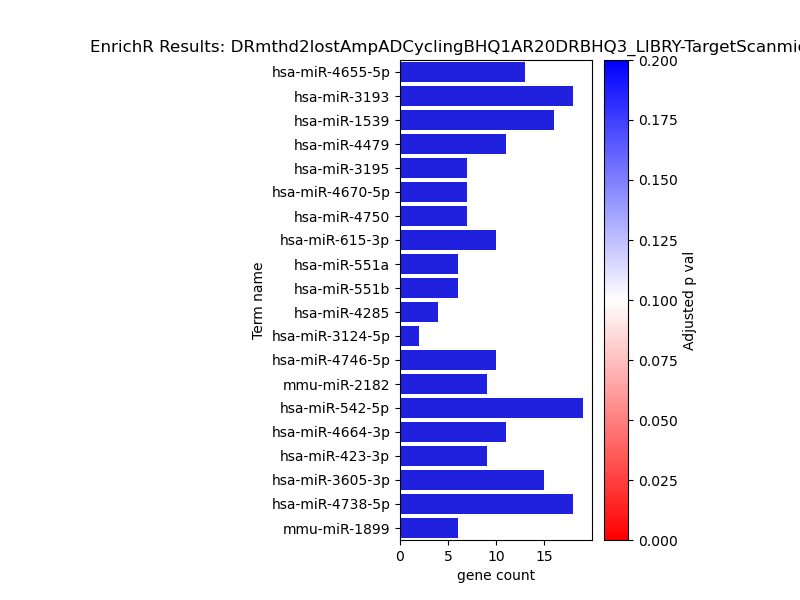 EnrichR Results: DRmthd2lostAmpADCyclingBHQ1AR20DRBHQ3_LIBRY-TargetScanmic
hsa-miR-4655-5p
hsa-miR-3193
hsa-miR-1539
hsa-miR-4479
hsa-miR-3195
hsa-miR-4670-5p
hsa-miR-4750
hsa-miR-615-3p
hsa-miR-551a
hsa-miR-551b
hsa-miR-4285
hsa-miR-3124-5p
hsa-miR-4746-5p
mmu-miR-2182
hsa-miR-542-5p
hsa-miR-4664-3p
hsa-miR-423-3p
hsa-miR-3605-3p
hsa-miR-4738-5p
mmu-miR-1899
Term name
0 5 10 15
gene count
0.200
0.175
0.150
0.125
0.100
0.075
0.050
0.025
0.000
Adjusted p val